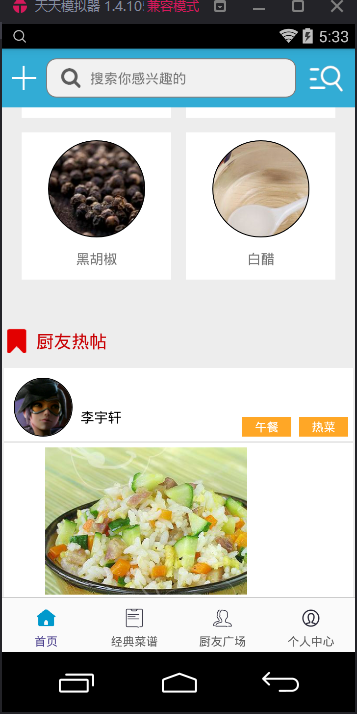 天天模拟器 1.4.10 兼容模式
5:33
搜索你感兴趣的
黑胡椒
白醋
厨友热帖
李宇轩
午餐
热菜
首页
经典菜谱
厨友广场
个人中心